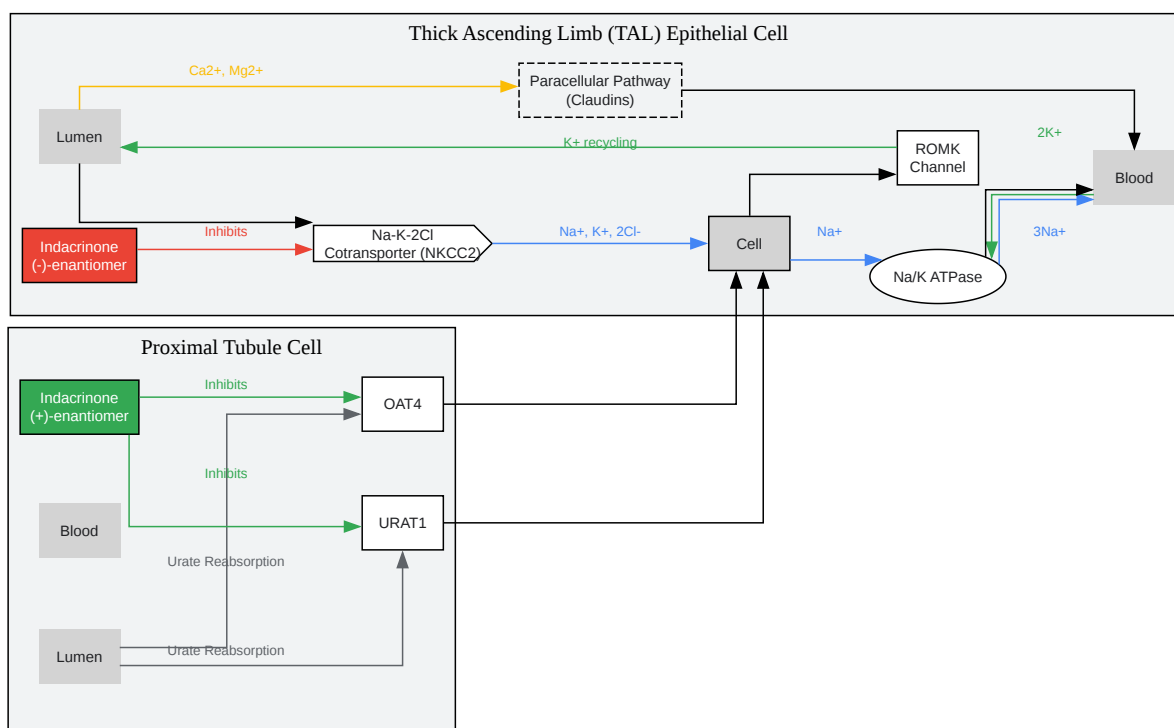 Thick Ascending Limb (TAL) Epithelial Cell
Ca2+, Mg2+
Paracellular Pathway
(Claudins)
Lumen
K+ recycling
ROMK
Channel
2K+
Blood
Indacrinone
(-)-enantiomer
Inhibits
Na-K-2Cl
Cotransporter (NKCC2)
Na+, K+, 2Cl-
Cell
Na+
Na/K ATPase
3Na+
Proximal Tubule Cell
Indacrinone
(+)-enantiomer
Inhibits
OAT4
Inhibits
Blood
URAT1
Urate Reabsorption
Lumen
Urate Reabsorption